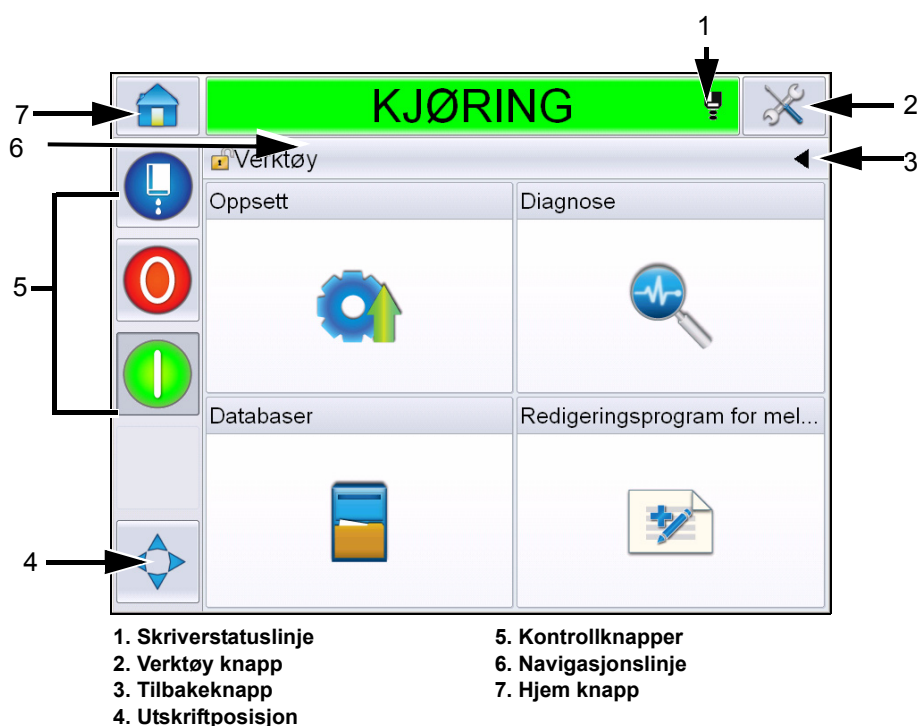 1
KJØRING
2
7
6
Verktøy
3
Oppsett
Diagnose
5
Databaser
Redigeringsprogram for mel...
4
1. Skriverstatuslinje
2. Verktøy knapp
3. Tilbakeknapp
4. Utskriftposisjon
5. Kontrollknapper
6. Navigasjonslinje
7. Hjem knapp